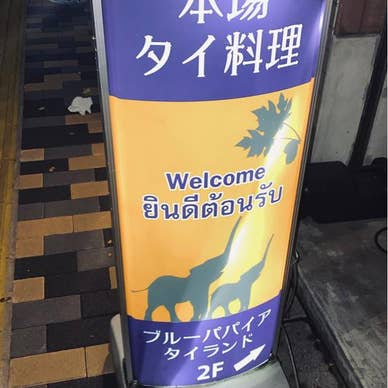 本場
タイ料理
Welcome
ยินดีต้อนรับ
ブルーパパイア
タイランド
2F